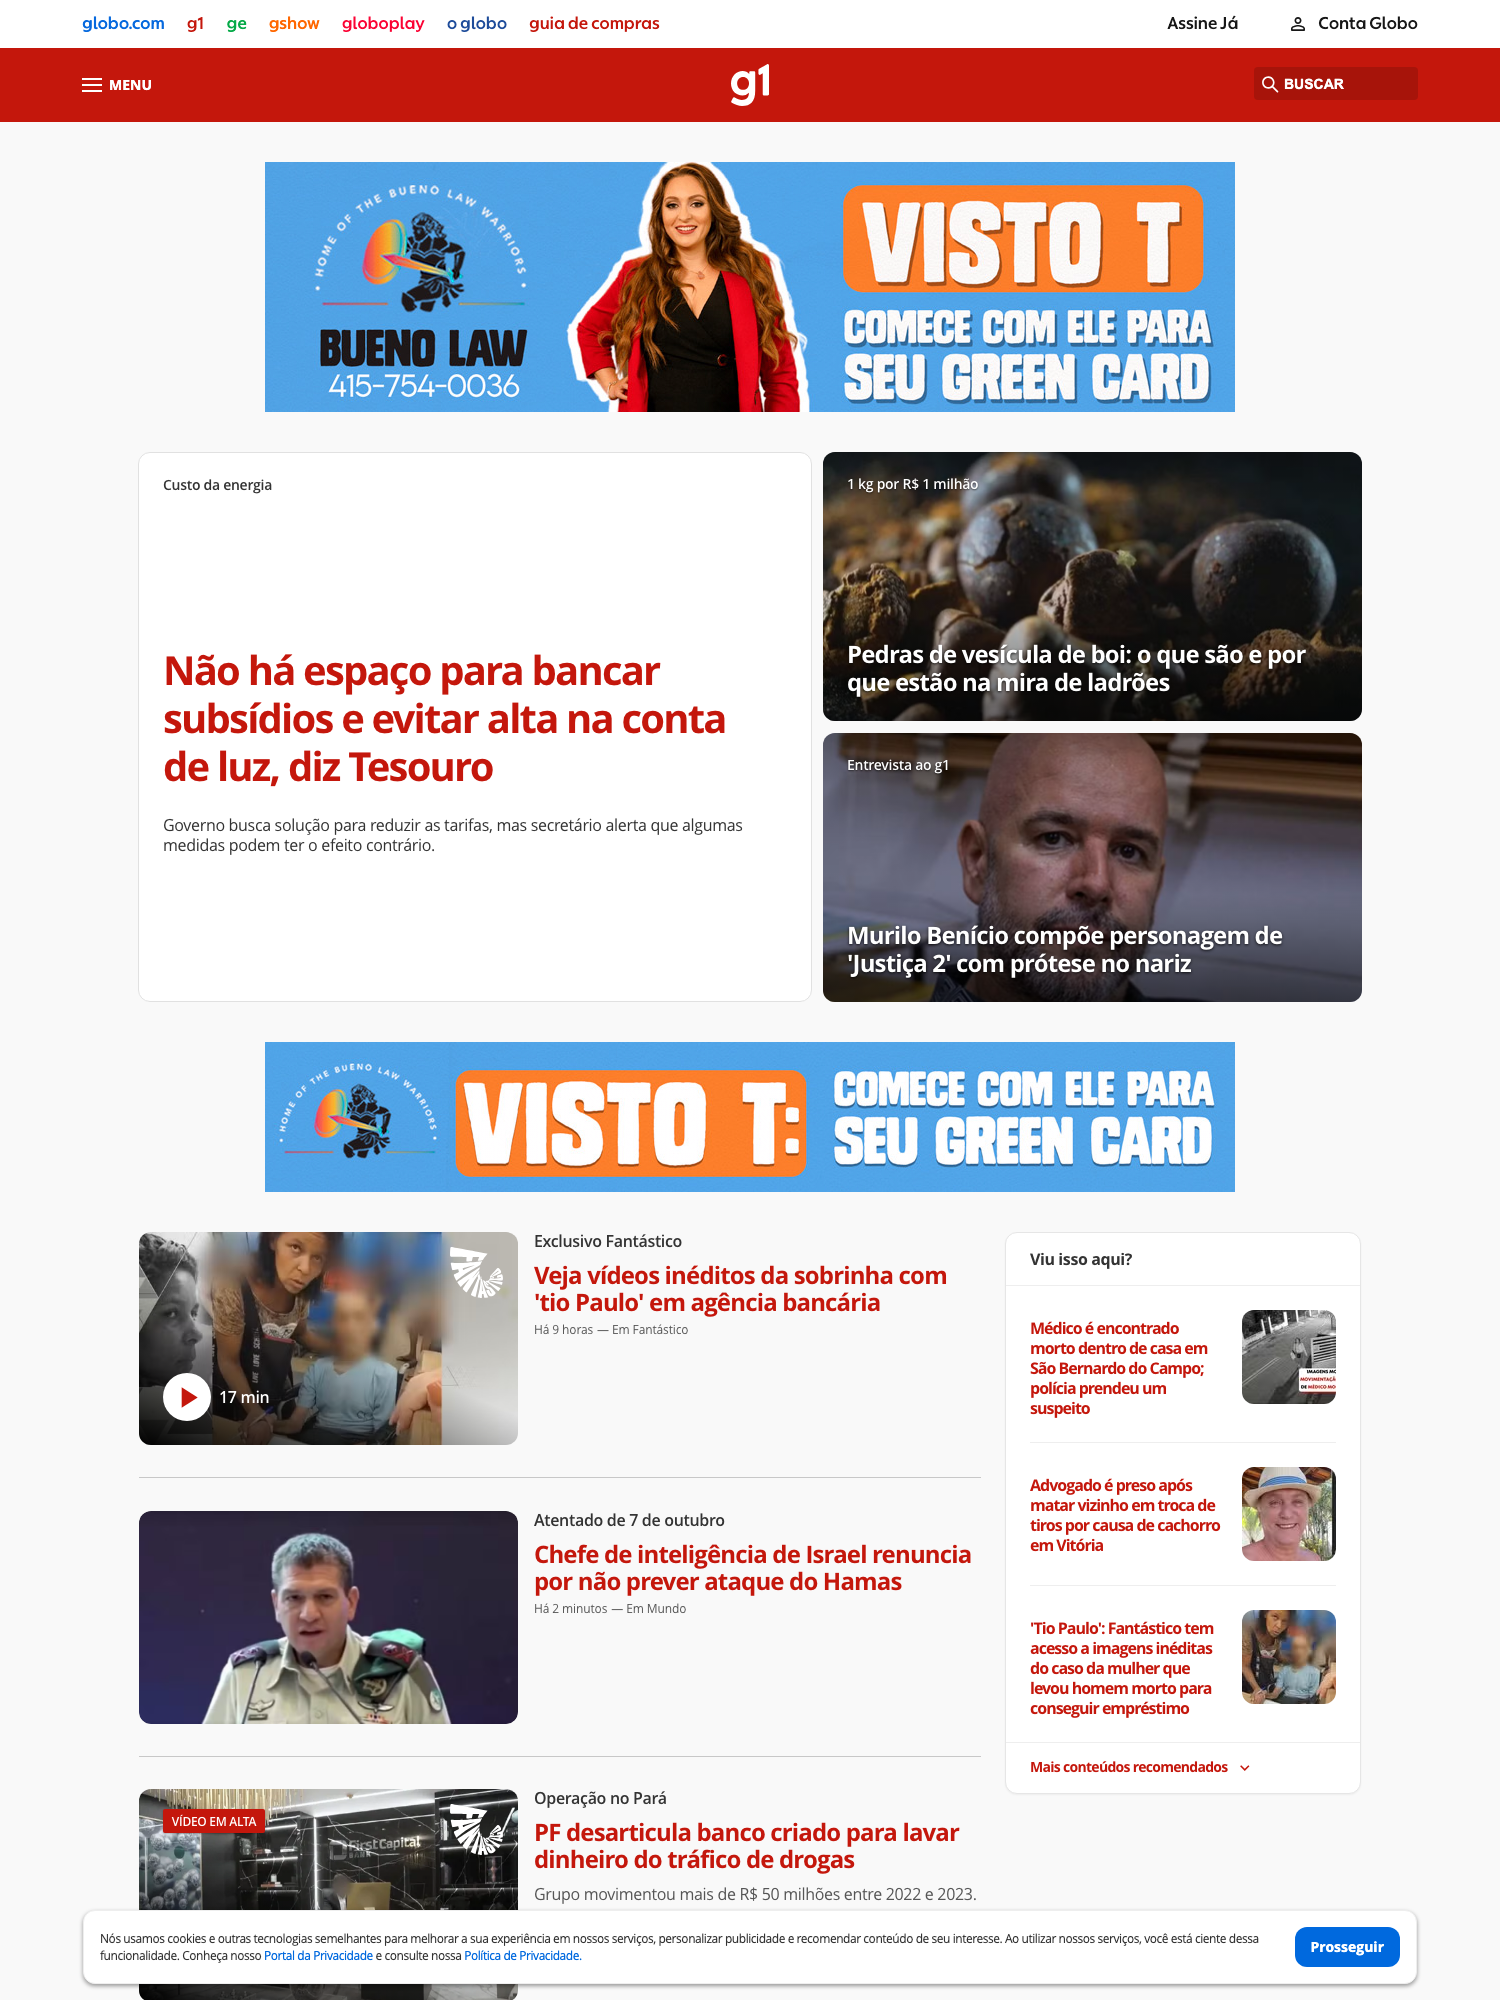 globo.com g1 ge gshow globoplay o globo guia de compras Assine Já Conta Globo
MENU g1 BUSCAR
• HOME OF THE BUENO LAW WARRIORS •
BUENO LAW
415-754-0036
VISTO T
COMECE COM ELE PARA
SEU GREEN CARD
Custo da energia
Não há espaço para bancar
subsídios e evitar alta na conta
de luz, diz Tesouro
Governo busca solução para reduzir as tarifas, mas secretário alerta que algumas
medidas podem ter o efeito contrário.
1 kg por R$ 1 milhão
Pedras de vesícula de boi: o que são e por
que estão na mira de ladrões
Entrevista ao g1
Murilo Benício compõe personagem de
'Justiça 2' com prótese no nariz
• HOME OF THE BUENO LAW WARRIORS •
VISTO T:
COMECE COM ELE PARA
SEU GREEN CARD
17 min
Exclusivo Fantástico
Veja vídeos inéditos da sobrinha com
'tio Paulo' em agência bancária
Há 9 horas — Em Fantástico
Atentado de 7 de outubro
Chefe de inteligência de Israel renuncia
por não prever ataque do Hamas
Há 2 minutos — Em Mundo
VÍDEO EM ALTA
First Capital
Operação no Pará
PF desarticula banco criado para lavar
dinheiro do tráfico de drogas
Grupo movimentou mais de R$ 50 milhões entre 2022 e 2023.
Viu isso aqui?
Médico é encontrado
morto dentro de casa em
São Bernardo do Campo;
polícia prendeu um
suspeito
IMAGENS MO
MOVIMENTAÇÃ
DE MÉDICO MO
Advogado é preso após
matar vizinho em troca de
tiros por causa de cachorro
em Vitória
'Tio Paulo': Fantástico tem
acesso a imagens inéditas
do caso da mulher que
levou homem morto para
conseguir empréstimo
Mais conteúdos recomendados
Nós usamos cookies e outras tecnologias semelhantes para melhorar a sua experiência em nossos serviços, personalizar publicidade e recomendar conteúdo de seu interesse. Ao utilizar nossos serviços, você está ciente dessa
funcionalidade. Conheça nosso Portal da Privacidade e consulte nossa Política de Privacidade.
Prosseguir